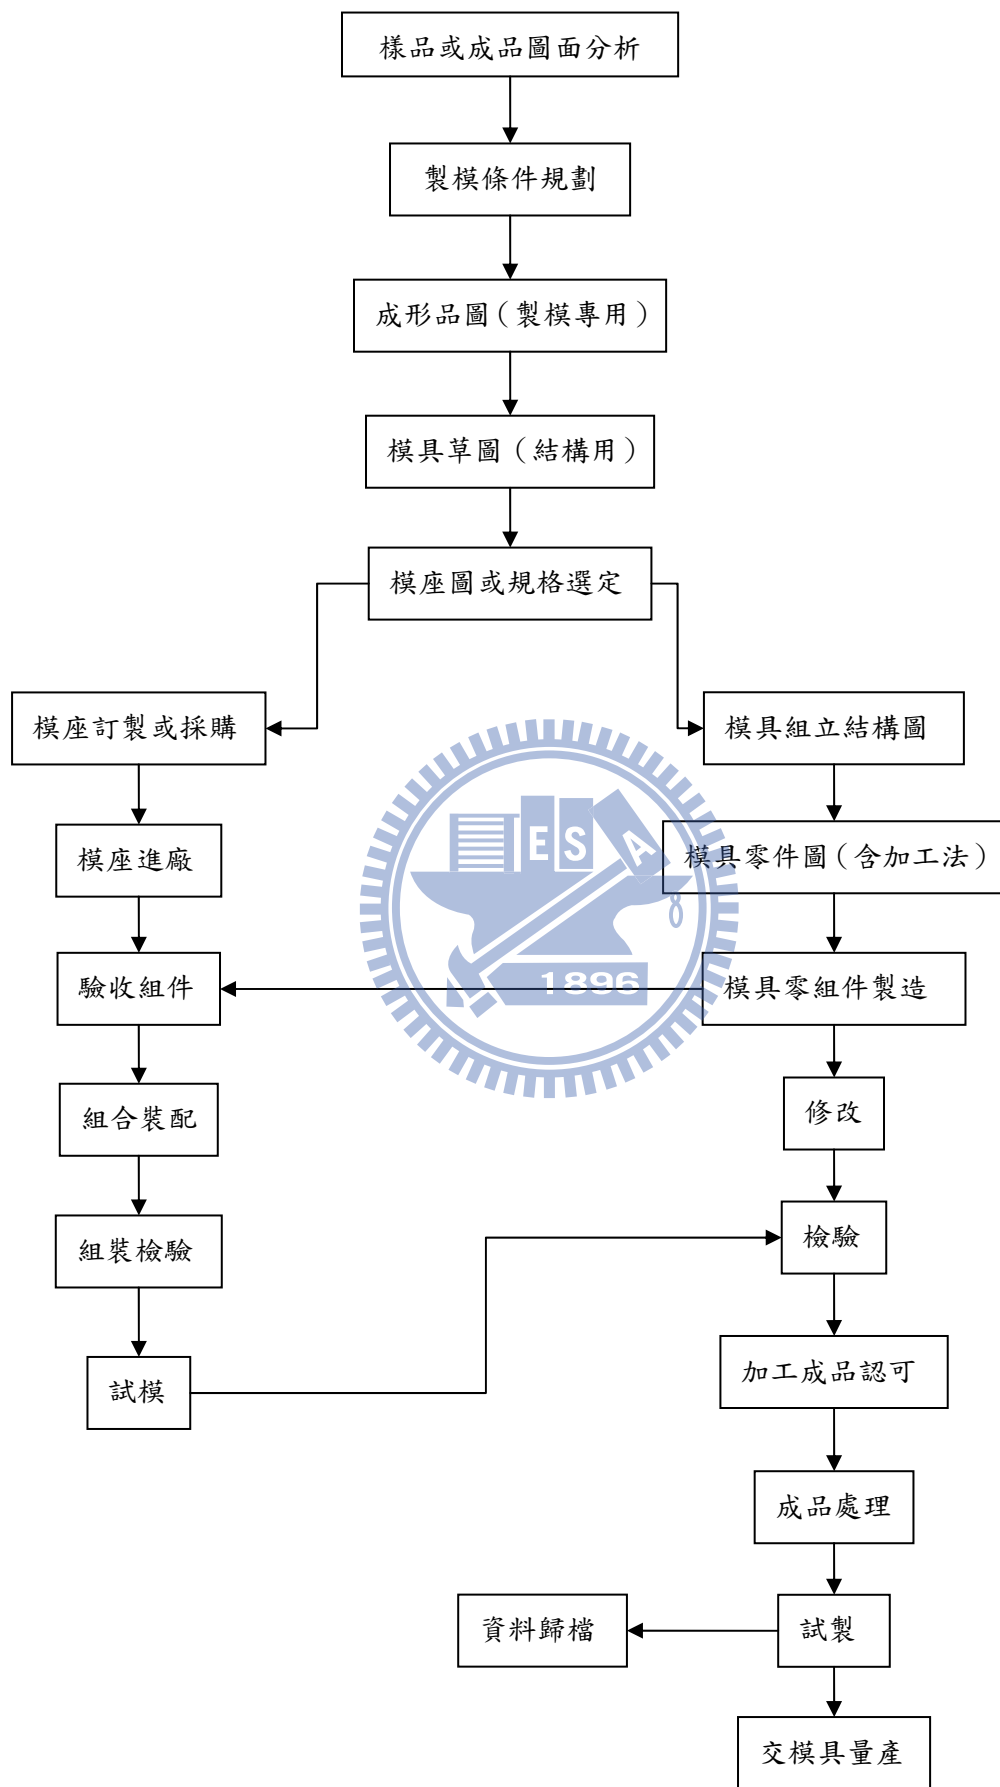 樣品或成品圖面分析
製模條件規劃
成形品圖（製模專用）
模具草圖（結構用）
模座圖或規格選定
模座訂製或採購
模具組立結構圖
模座進廠
模具零件圖（含加工法）
驗收組件
模具零組件製造
組合裝配
修改
組裝檢驗
檢驗
試模
加工成品認可
成品處理
資料歸檔
試製
交模具量產
E S A
1896